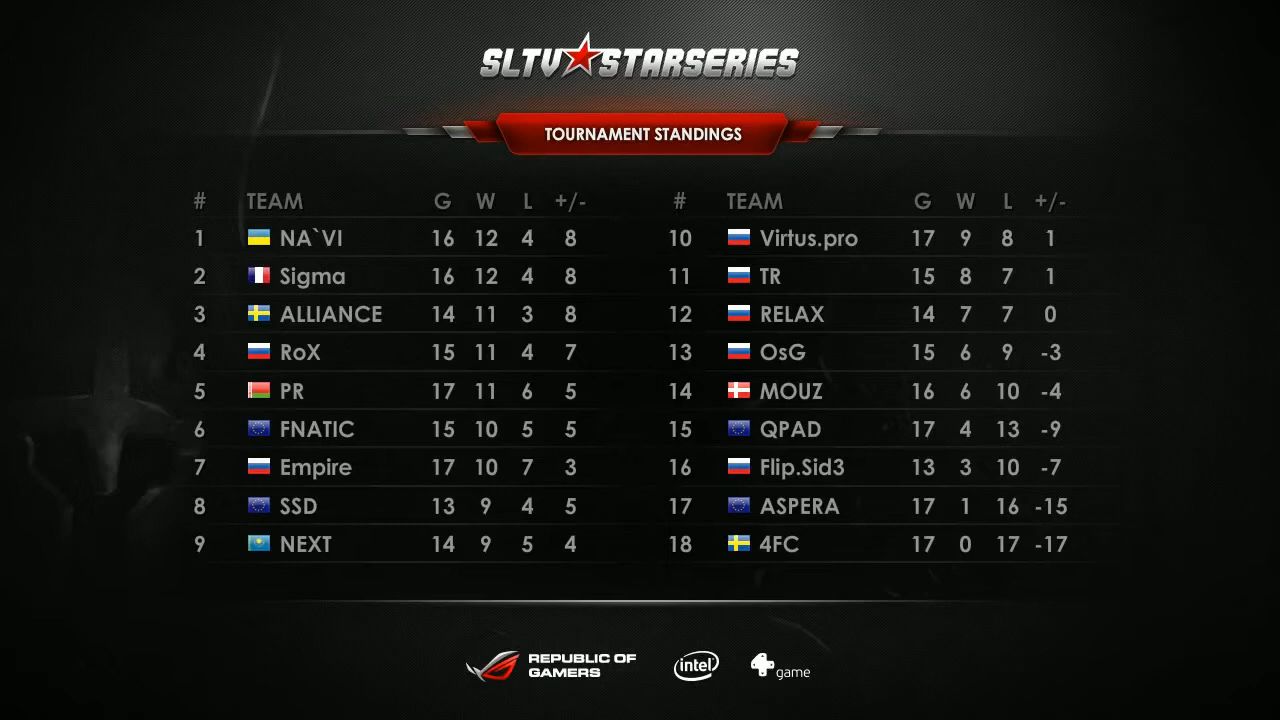 SLTV STARSERIES
TOURNAMENT STANDINGS
# TEAM G W L +/-
1 NA`VI 16 12 4 8
2 Sigma 16 12 4 8
3 ALLIANCE 14 11 3 8
4 RoX 15 11 4 7
5 PR 17 11 6 5
6 FNATIC 15 10 5 5
7 Empire 17 10 7 3
8 SSD 13 9 4 5
9 NEXT 14 9 5 4
# TEAM G W L +/-
10 Virtus.pro 17 9 8 1
11 TR 15 8 7 1
12 RELAX 14 7 7 0
13 OsG 15 6 9 -3
14 MOUZ 16 6 10 -4
15 QPAD 17 4 13 -9
16 Flip.Sid3 13 3 10 -7
17 ASPERA 17 1 16 -15
18 4FC 17 0 17 -17
REPUBLIC OF
GAMERS
intel
game